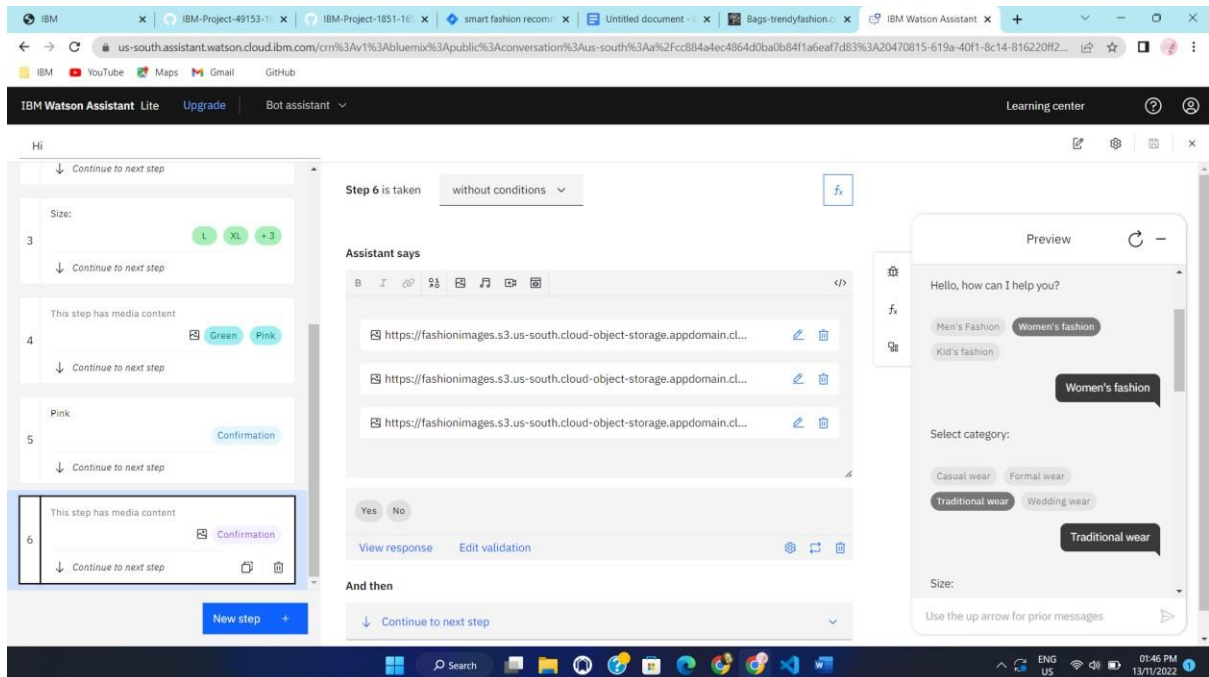 IBM
IBM-Project-49153-16
IBM-Project-1851-165
smart fashion recomm
Untitled document - G
Bags-trendyfashion.c
IBM Watson Assistant
us-south.assistant.watson.cloud.ibm.com/crn%3Av1%3Abluemix%3Apublic%3Aconversation%3Aus-south%3Aa%2Fcc884a4ec4864d0ba0b84f1a6eaf7d83%3A20470815-619a-40f1-8c14-816220ff2...
IBM YouTube Maps Gmail GitHub
IBM Watson Assistant Lite Upgrade Bot assistant Learning center
Hi
Continue to next step
3
Size:
L XL + 3
Continue to next step
4
This step has media content
Green Pink
Continue to next step
5
Pink
Confirmation
Continue to next step
6
This step has media content
Confirmation
Continue to next step
New step +
Step 6 is taken without conditions fx
Assistant says
B I </>
https://fashionimages.s3.us-south.cloud-object-storage.appdomain.cl...
https://fashionimages.s3.us-south.cloud-object-storage.appdomain.cl...
https://fashionimages.s3.us-south.cloud-object-storage.appdomain.cl...
Yes No
View response Edit validation
And then
Continue to next step
fx
Preview
Hello, how can I help you?
Men's Fashion Women's fashion
Kid's fashion
Women's fashion
Select category:
Casual wear Formal wear
Traditional wear Wedding wear
Traditional wear
Size:
Use the up arrow for prior messages
Search
ENG
US
01:46 PM
13/11/2022
1